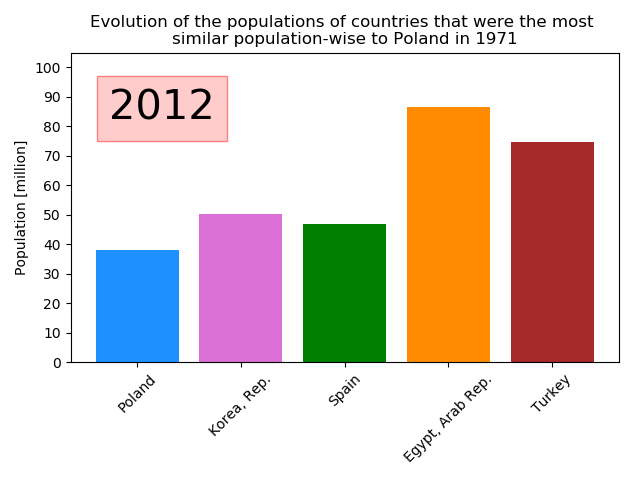 Evolution of the populations of countries that were the most
similar population-wise to Poland in 1971
2012
Population [million]
100
90
80
70
60
50
40
30
20
10
0
Poland
Korea, Rep.
Spain
Egypt, Arab Rep.
Turkey